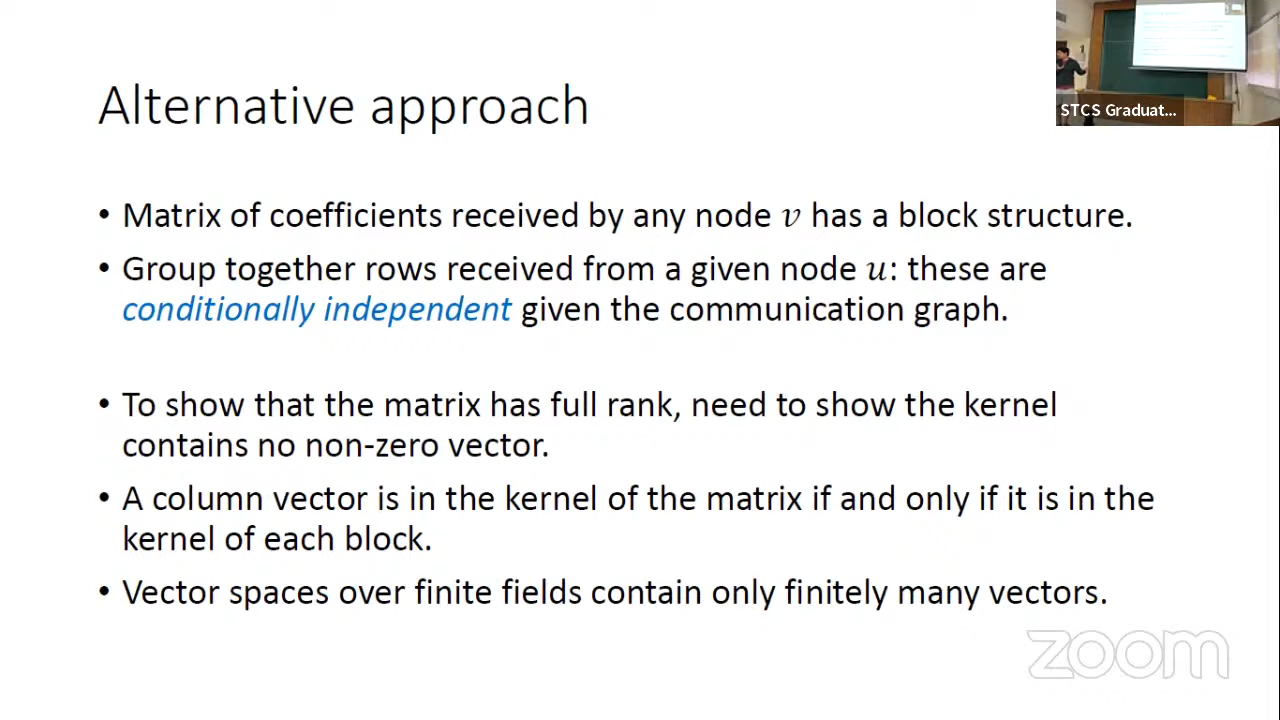 STCS Graduat...
Alternative approach
• Matrix of coefficients received by any node v has a block structure.
• Group together rows received from a given node u: these are
conditionally independent given the communication graph.
• To show that the matrix has full rank, need to show the kernel
contains no non-zero vector.
• A column vector is in the kernel of the matrix if and only if it is in the
kernel of each block.
• Vector spaces over finite fields contain only finitely many vectors.
zoom